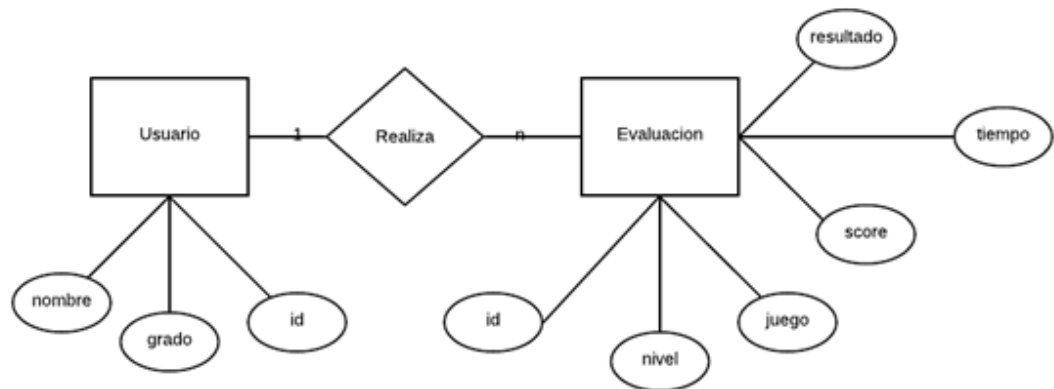 resultado
Usuario
1
Realiza
n
Evaluacion
tiempo
score
nombre
grado
id
id
nivel
juego